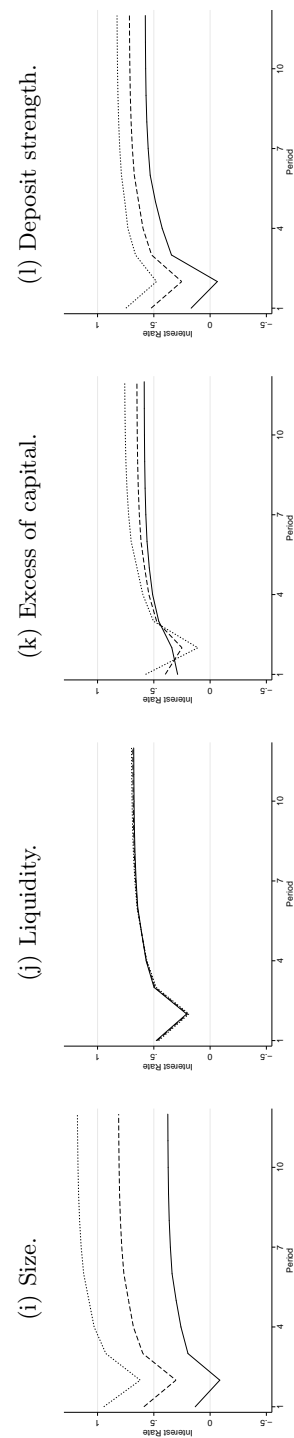 (i) Size.
1
.5
0
-.5
Interest Rate
1
4
7
10
Period
(j) Liquidity.
1
.5
0
-.5
Interest Rate
1
4
7
10
Period
(k) Excess of capital.
1
.5
0
-.5
Interest Rate
1
4
7
10
Period
(l) Deposit strength.
1
.5
0
-.5
Interest Rate
1
4
7
10
Period